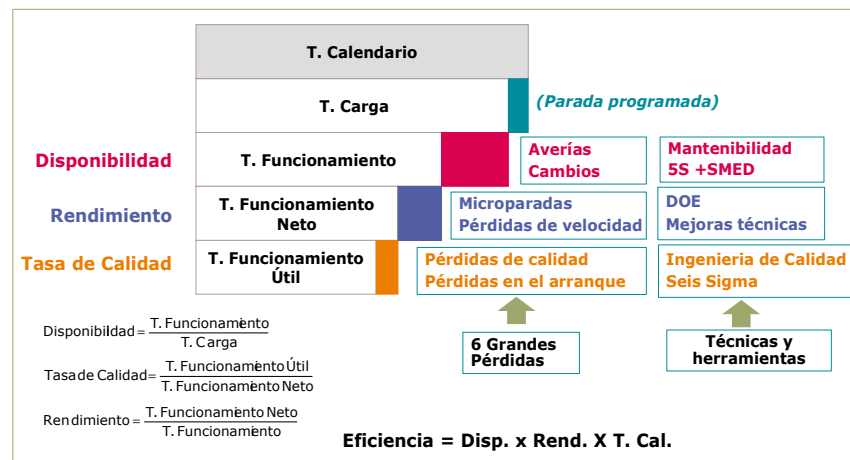 T. Calendario
T. Carga
(Parada programada)
Disponibilidad
T. Funcionamiento
Averías
Cambios
Mantenibilidad
5S +SMED
Rendimiento
T. Funcionamiento
Neto
Microparadas
Pérdidas de velocidad
DOE
Mejoras técnicas
Tasa de Calidad
T. Funcionamiento
Útil
Pérdidas de calidad
Pérdidas en el arranque
Ingenieria de Calidad
Seis Sigma
6 Grandes
Pérdidas
Técnicas y
herramientas
Disponibilidad = T. Funcionamiento
T. Carga
Tasa de Calidad = T. Funcionamiento Útil
T. Funcionamiento Neto
Rendimiento = T. Funcionamiento Neto
T. Funcionamiento
Eficiencia = Disp. x Rend. X T. Cal.